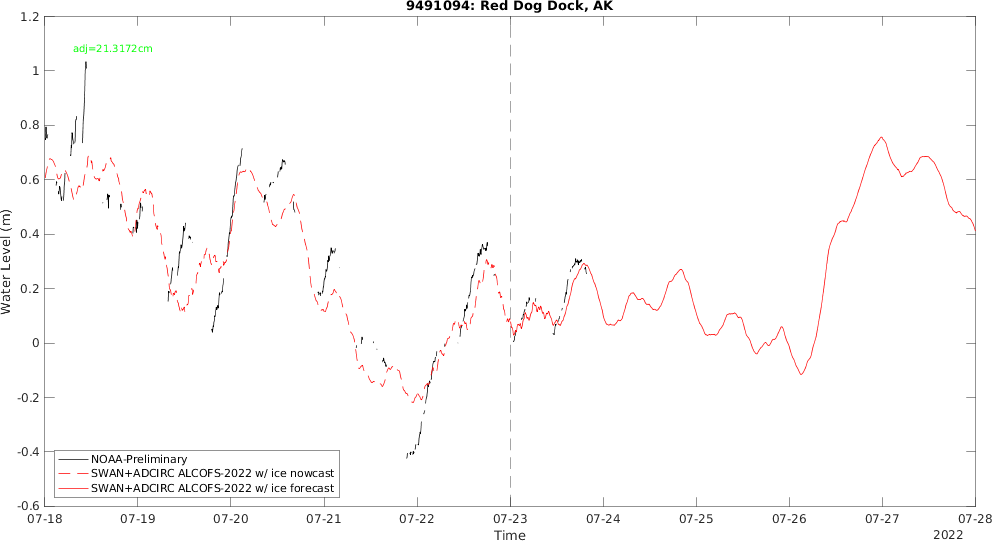 9491094: Red Dog Dock, AK
adj=21.3172cm
Water Level (m)
1.2
1
0.8
0.6
0.4
0.2
0
-0.2
-0.4
-0.6
NOAA-Preliminary
SWAN+ADCIRC ALCOFS-2022 w/ ice nowcast
SWAN+ADCIRC ALCOFS-2022 w/ ice forecast
07-18 07-19 07-20 07-21 07-22 07-23 07-24 07-25 07-26 07-27 07-28
Time
2022